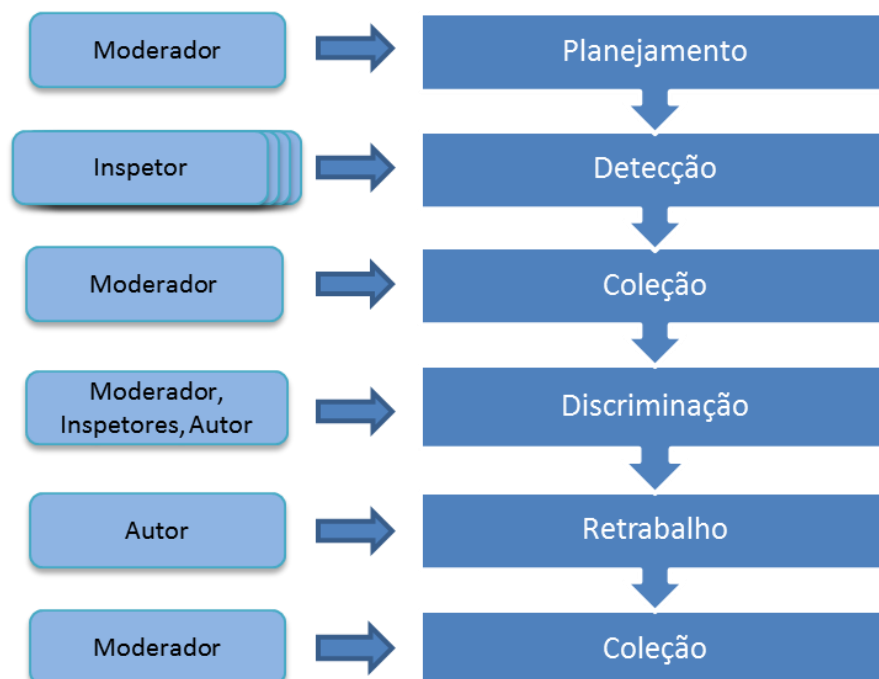 Moderador
Planejamento
Inspetor
Detecção
Moderador
Coleção
Moderador,
Inspetores, Autor
Discriminação
Autor
Retrabalho
Moderador
Coleção